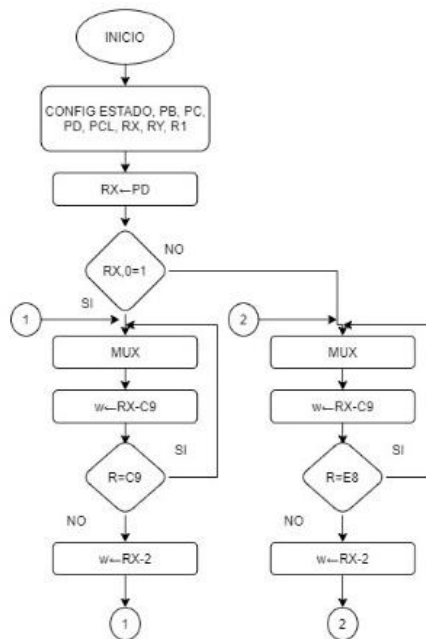 INICIO
CONFIG ESTADO, PB, PC,
PD, PCL, RX, RY, R1
RX←PD
NO
RX,0=1
SI
1
2
MUX
MUX
w←RX-C9
w←RX-C9
SI
SI
R=C9
R=E8
NO
NO
w←RX-2
w←RX-2
1
2